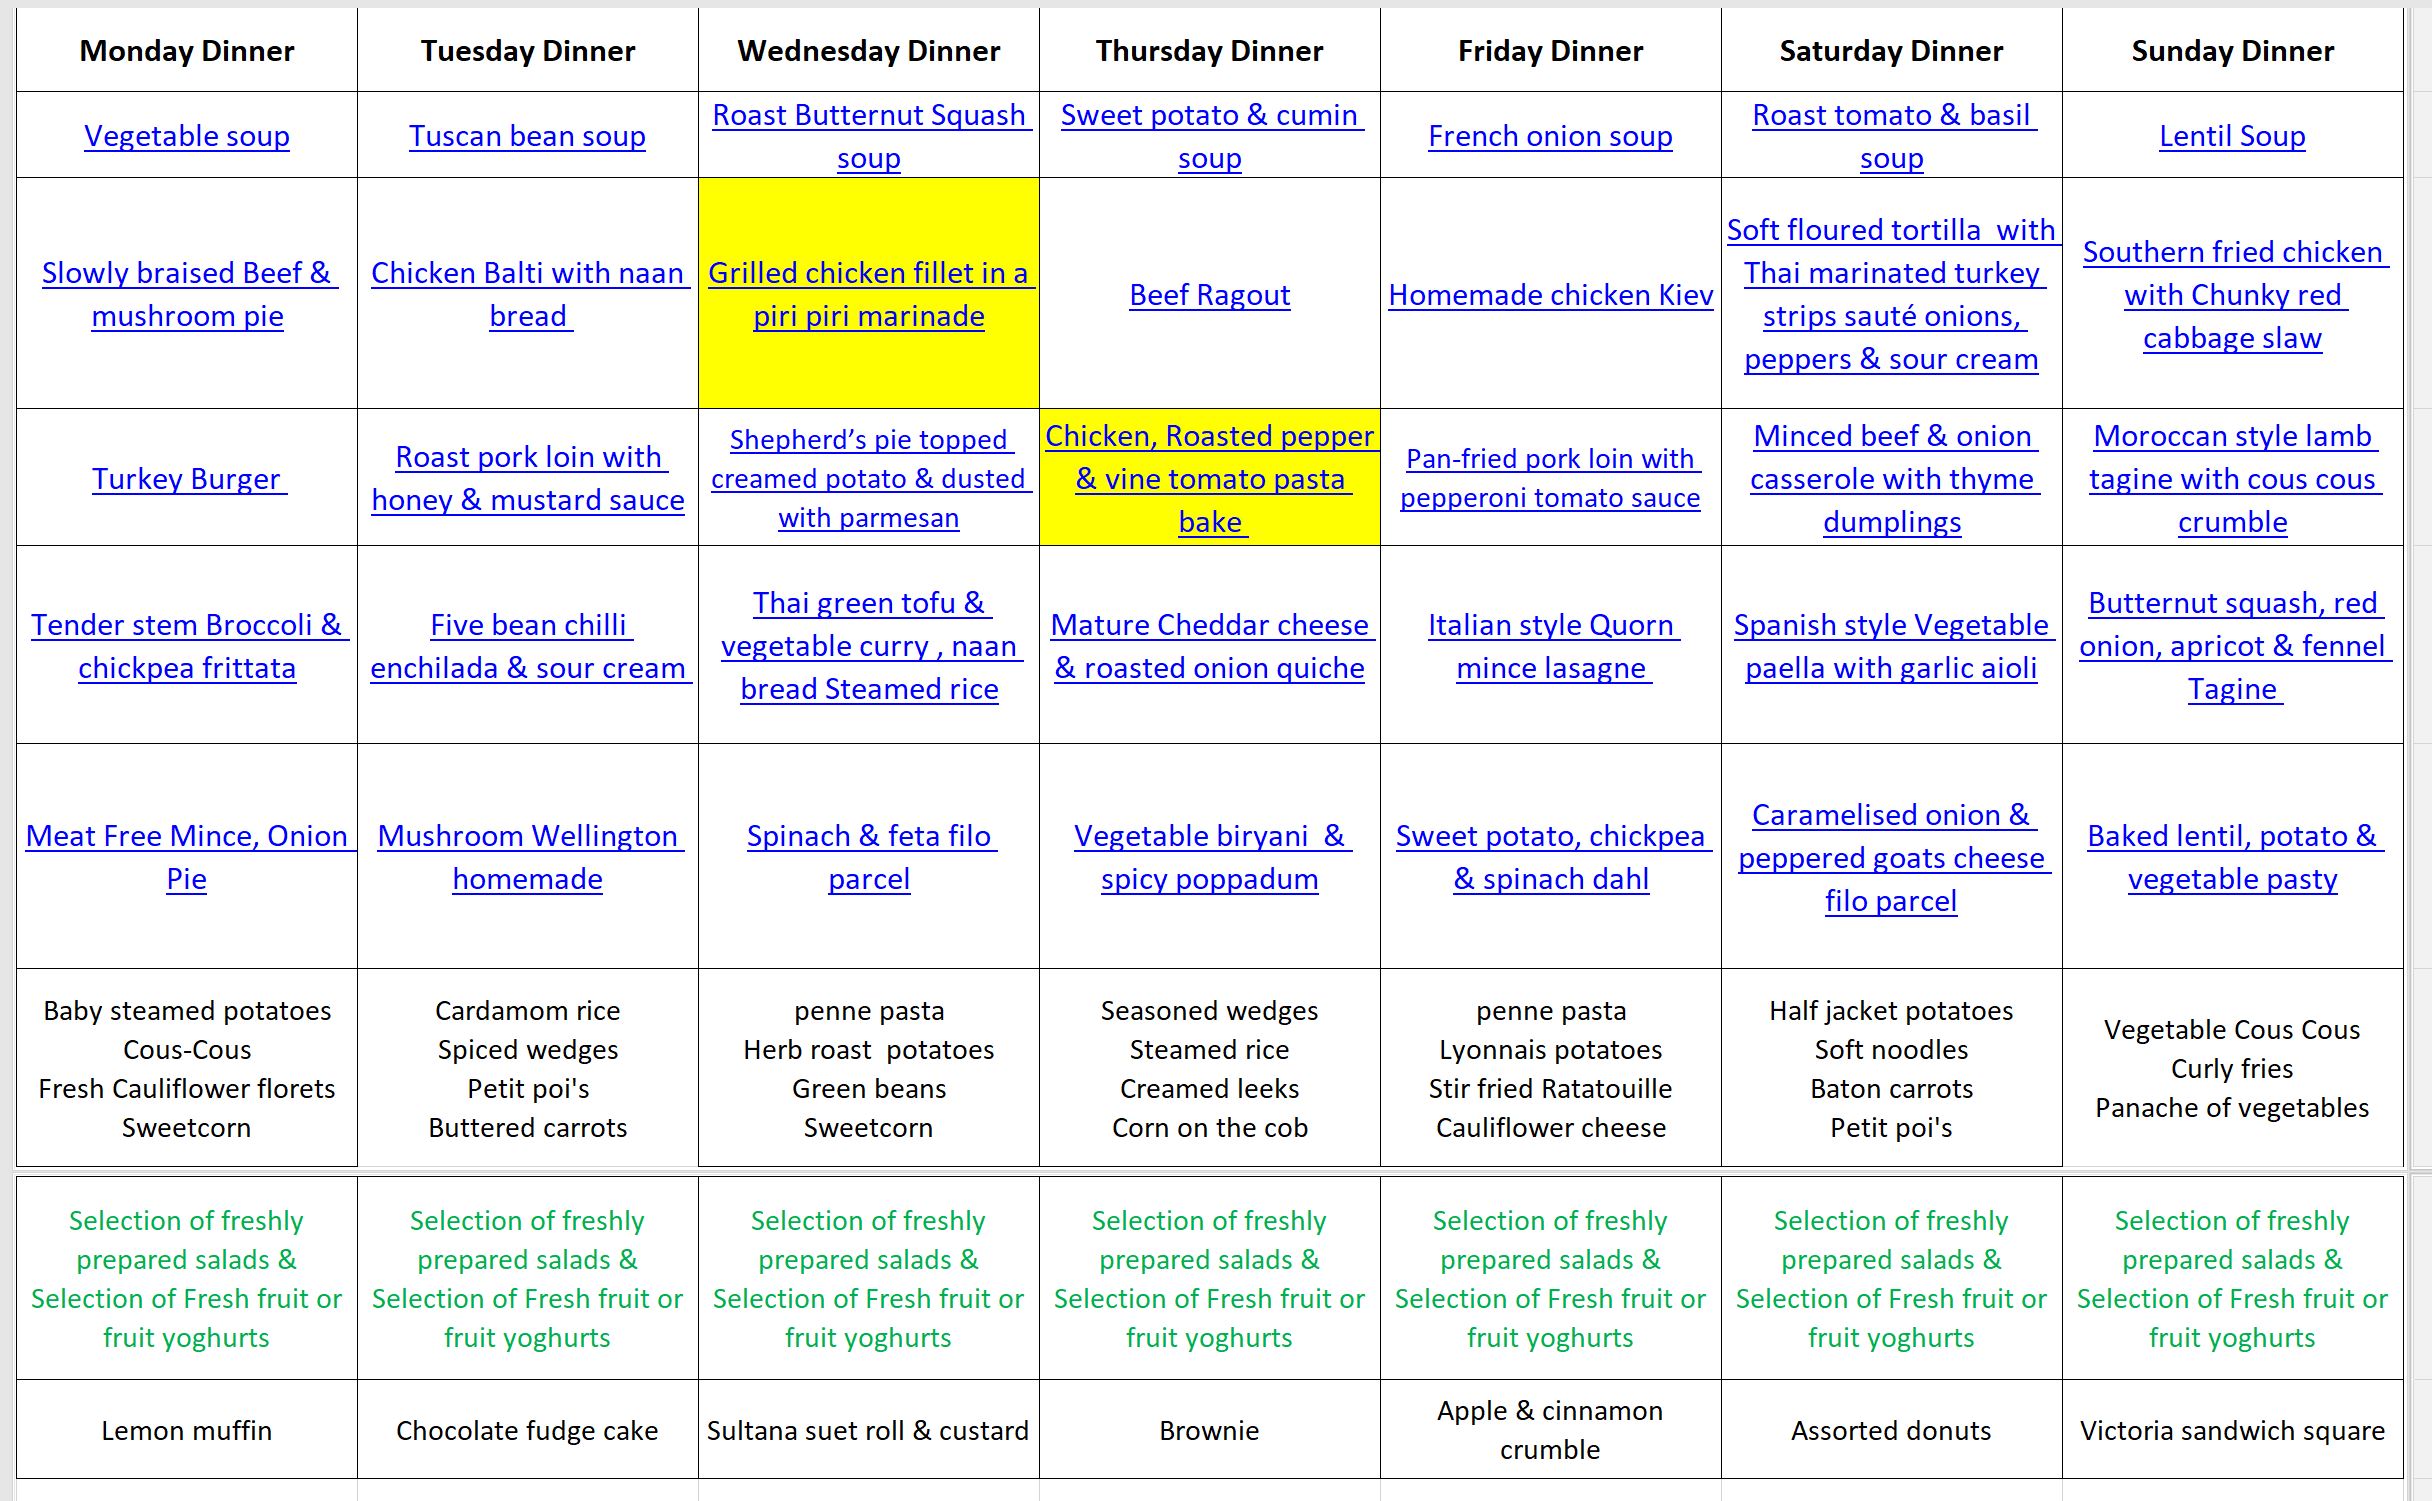 Monday Dinner
Tuesday Dinner
Wednesday Dinner
Thursday Dinner
Friday Dinner
Saturday Dinner
Sunday Dinner
Vegetable soup
Tuscan bean soup
Roast Butternut Squash
soup
Sweet potato & cumin
soup
French onion soup
Roast tomato & basil
soup
Lentil Soup
Slowly braised Beef &
mushroom pie
Chicken Balti with naan
bread
Grilled chicken fillet in a
piri piri marinade
Beef Ragout
Homemade chicken Kiev
Soft floured tortilla  with
Thai marinated turkey
strips sauté onions,
peppers & sour cream
Southern fried chicken
with Chunky red
cabbage slaw
Turkey Burger
Roast pork loin with
honey & mustard sauce
Shepherd’s pie topped
creamed potato & dusted
with parmesan
Chicken, Roasted pepper
& vine tomato pasta
bake
Pan-fried pork loin with
pepperoni tomato sauce
Minced beef & onion
casserole with thyme
dumplings
Moroccan style lamb
tagine with cous cous
crumble
Tender stem Broccoli &
chickpea frittata
Five bean chilli
enchilada & sour cream
Thai green tofu &
vegetable curry , naan
bread Steamed rice
Mature Cheddar cheese
& roasted onion quiche
Italian style Quorn
mince lasagne
Spanish style Vegetable
paella with garlic aioli
Butternut squash, red
onion, apricot & fennel
Tagine
Meat Free Mince, Onion
Pie
Mushroom Wellington
homemade
Spinach & feta filo
parcel
Vegetable biryani  &
spicy poppadum
Sweet potato, chickpea
& spinach dahl
Caramelised onion &
peppered goats cheese
filo parcel
Baked lentil, potato &
vegetable pasty
Baby steamed potatoes
Cous-Cous
Fresh Cauliflower florets
Sweetcorn
Cardamom rice
Spiced wedges
Petit poi's
Buttered carrots
penne pasta
Herb roast  potatoes
Green beans
Sweetcorn
Seasoned wedges
Steamed rice
Creamed leeks
Corn on the cob
penne pasta
Lyonnais potatoes
Stir fried Ratatouille
Cauliflower cheese
Half jacket potatoes
Soft noodles
Baton carrots
Petit poi's
Vegetable Cous Cous
Curly fries
Panache of vegetables
Selection of freshly
prepared salads &
Selection of Fresh fruit or
fruit yoghurts
Selection of freshly
prepared salads &
Selection of Fresh fruit or
fruit yoghurts
Selection of freshly
prepared salads &
Selection of Fresh fruit or
fruit yoghurts
Selection of freshly
prepared salads &
Selection of Fresh fruit or
fruit yoghurts
Selection of freshly
prepared salads &
Selection of Fresh fruit or
fruit yoghurts
Selection of freshly
prepared salads &
Selection of Fresh fruit or
fruit yoghurts
Selection of freshly
prepared salads &
Selection of Fresh fruit or
fruit yoghurts
Lemon muffin
Chocolate fudge cake
Sultana suet roll & custard
Brownie
Apple & cinnamon
crumble
Assorted donuts
Victoria sandwich square